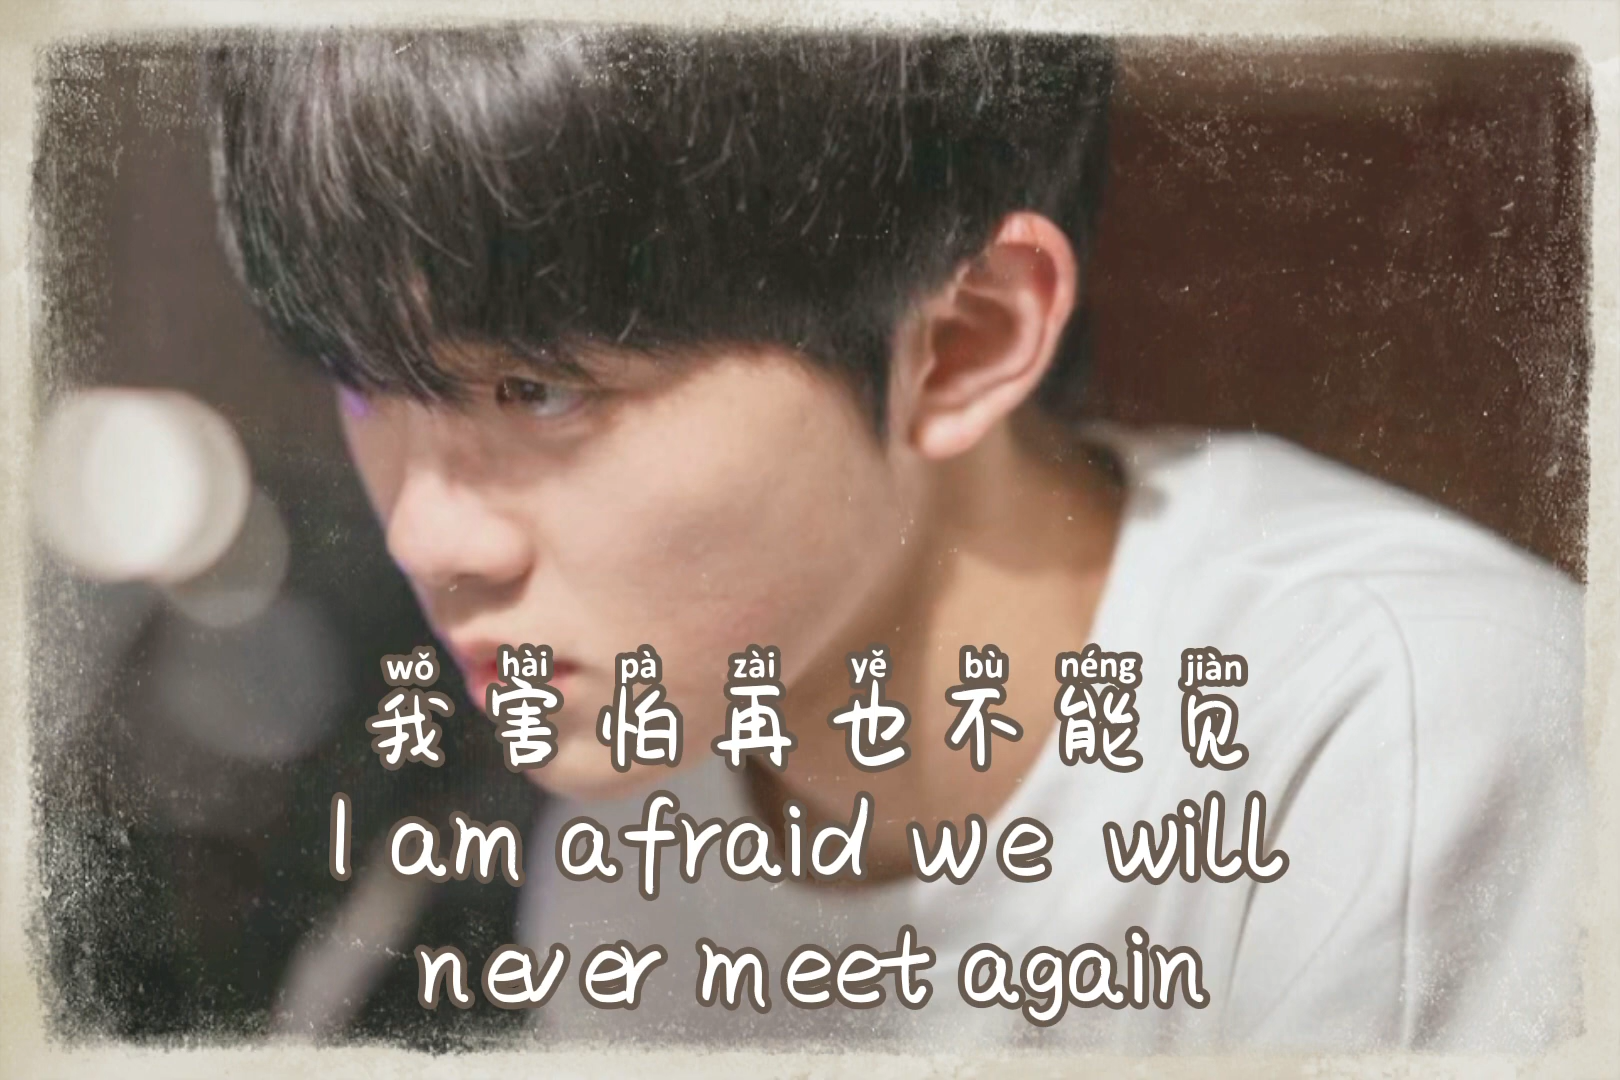 wǒ hài pà zài yě bù néng jiàn
我害怕再也不能见
I am afraid we will
never meet again